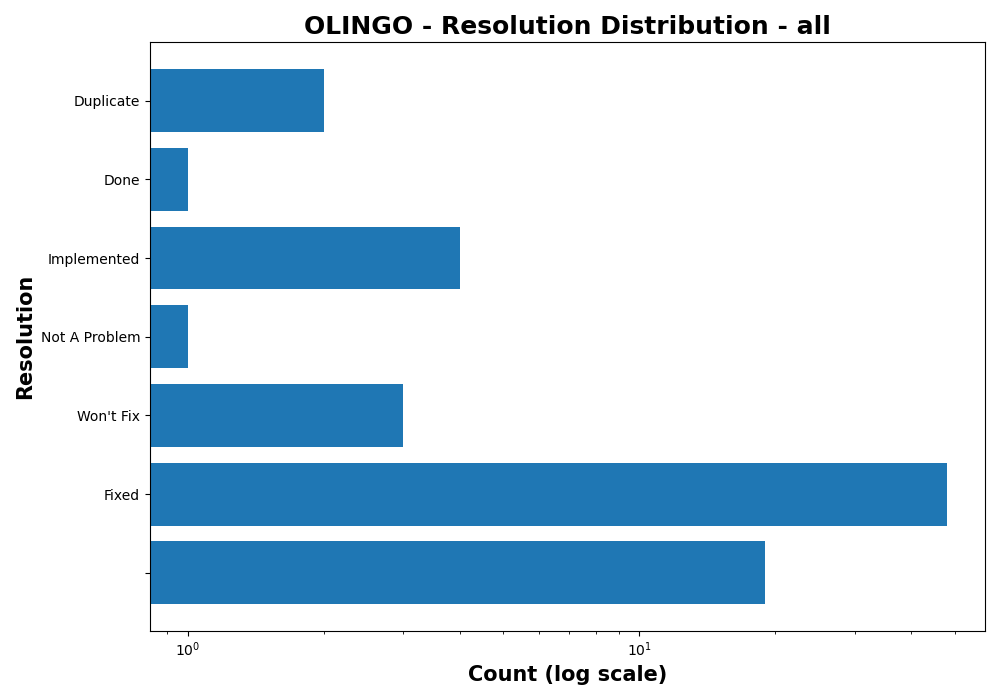 OLINGO - Resolution Distribution - all
Duplicate
Done
Implemented
Not A Problem
Won't Fix
Fixed
Resolution
10⁰ 10¹
Count (log scale)